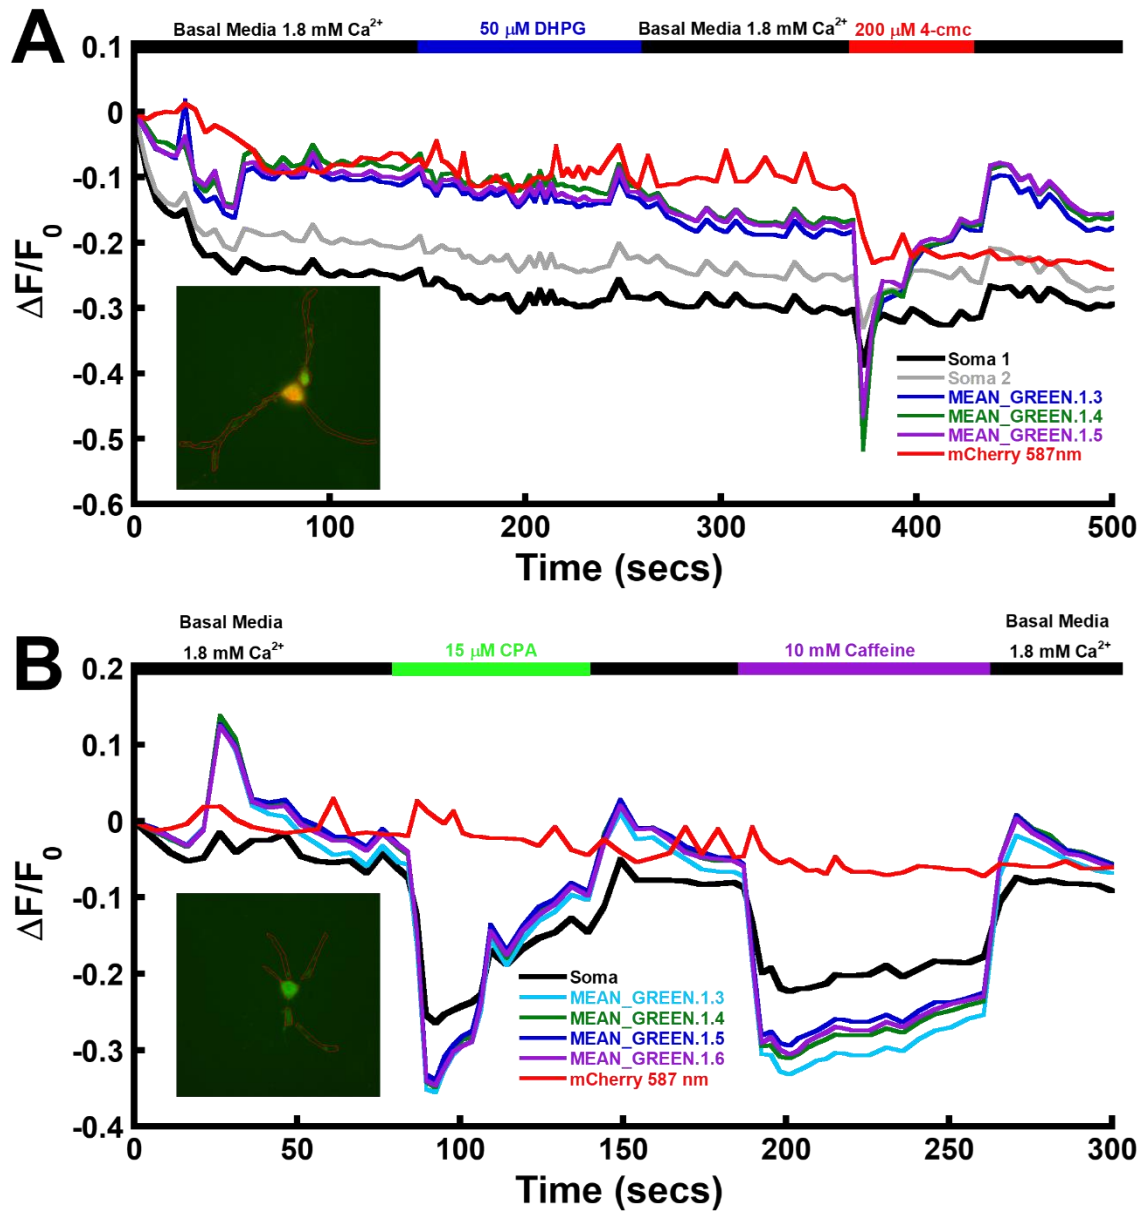 A
Basal Media 1.8 mM Ca²⁺
50 μM DHPG
Basal Media 1.8 mM Ca²⁺
200 μM 4-cmc
0.1
0
-0.1
-0.2
-0.3
-0.4
-0.5
-0.6
ΔF/F₀
Soma 1
Soma 2
MEAN_GREEN.1.3
MEAN_GREEN.1.4
MEAN_GREEN.1.5
mCherry 587nm
0 100 200 300 400 500
Time (secs)
B
Basal Media
1.8 mM Ca²⁺
15 μM CPA
10 mM Caffeine
Basal Media
1.8 mM Ca²⁺
0.2
0.1
0
-0.1
-0.2
-0.3
-0.4
ΔF/F₀
Soma
MEAN_GREEN.1.3
MEAN_GREEN.1.4
MEAN_GREEN.1.5
MEAN_GREEN.1.6
mCherry 587 nm
0 50 100 150 200 250 300
Time (secs)